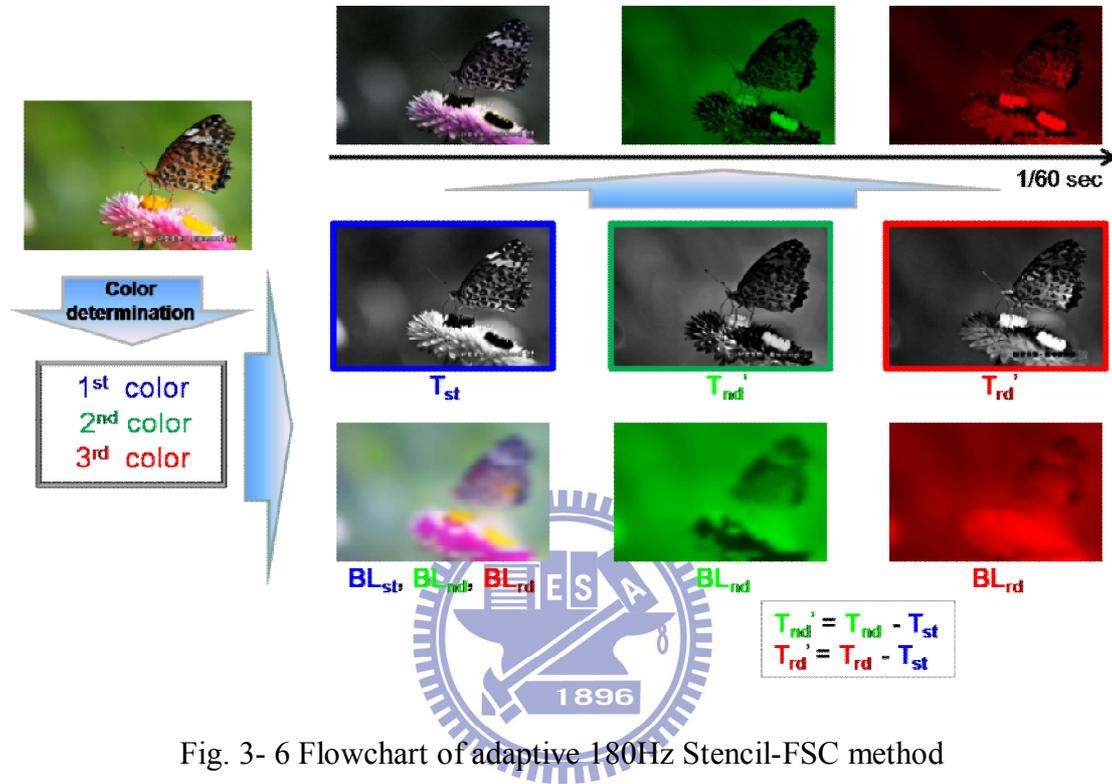 1/60 sec
Color
determination
1st color
2nd color
3rd color
Tst
Tnd'
Trd'
BLst, BLnd, BLrd
BLnd
BLrd
Tnd' = Tnd - Tst
Trd' = Trd - Tst
ESA
1896
Fig. 3- 6 Flowchart of adaptive 180Hz Stencil-FSC method